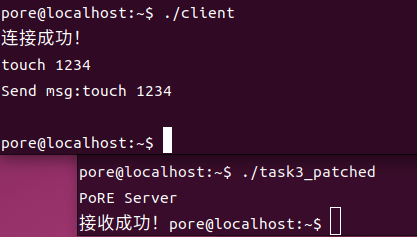 pore@localhost:~$ ./client
连接成功!
touch 1234
Send msg:touch 1234
pore@localhost:~$
pore@localhost:~$ ./task3_patched
PoRE Server
接收成功! pore@localhost:~$